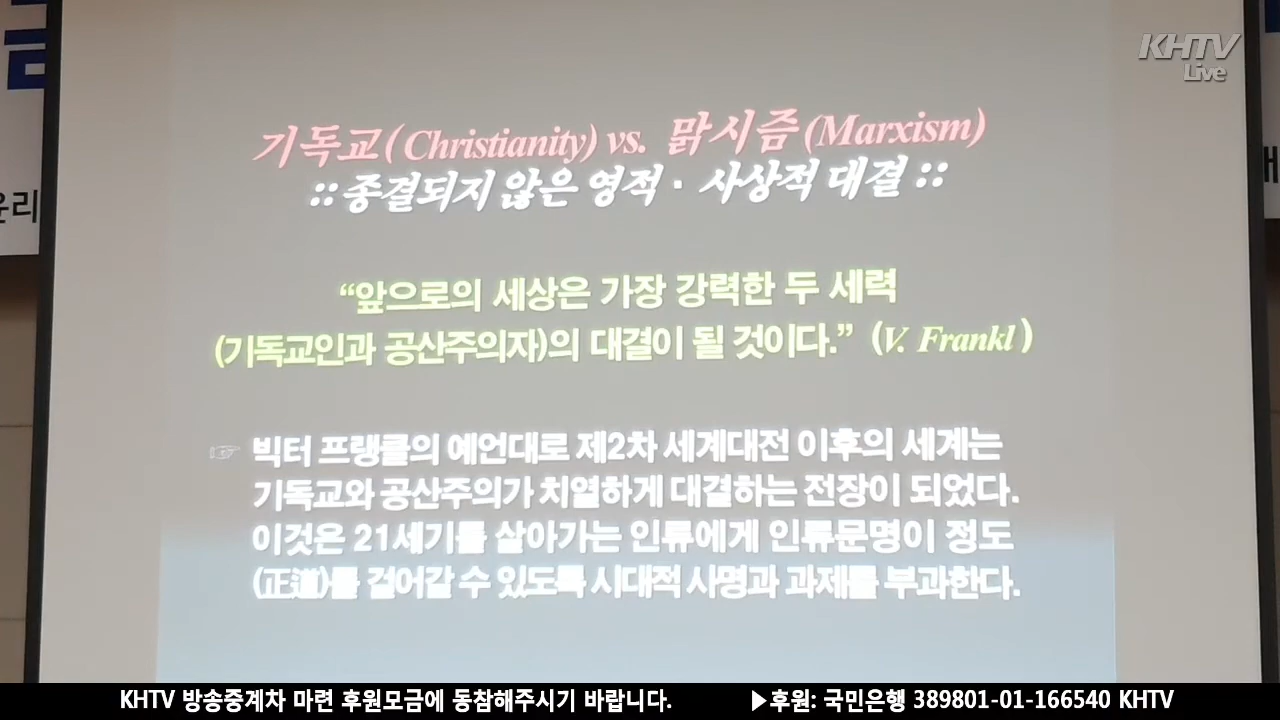 KHTV
Live
기독교(Christianity) vs. 맑시즘(Marxism)
:: 종결되지 않은 영적 · 사상적 대결 ::
“앞으로의 세상은 가장 강력한 두 세력
(기독교인과 공산주의자)의 대결이 될 것이다.” (V. Frankl)
☞ 빅터 프랭클의 예언대로 제2차 세계대전 이후의 세계는
기독교와 공산주의가 치열하게 대결하는 전장이 되었다.
이것은 21세기를 살아가는 인류에게 인류문명이 정도
(正道)를 걸어갈 수 있도록 시대적 사명과 과제를 부과한다.
KHTV 방송중계차 마련 후원모금에 동참해주시기 바랍니다. ▶후원: 국민은행 389801-01-166540 KHTV